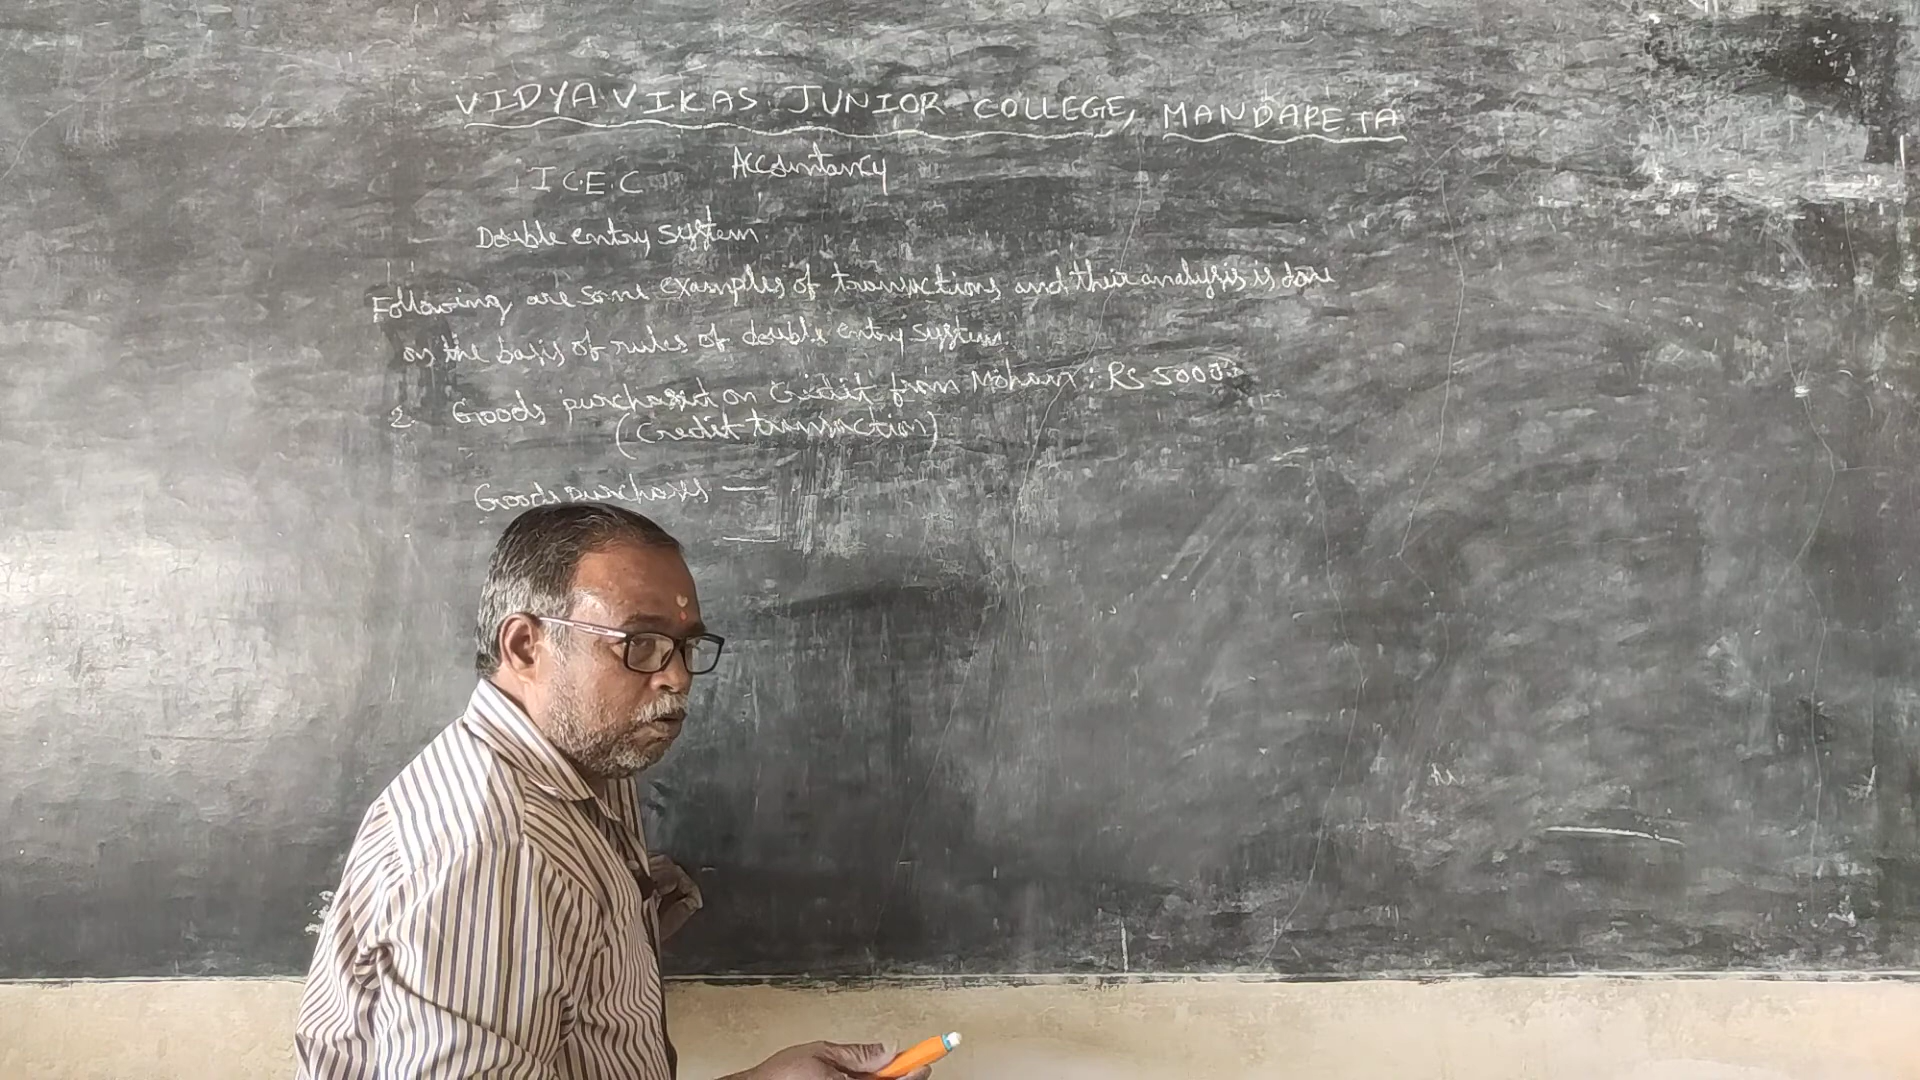 VIDYA VIKAS JUNIOR COLLEGE, MANDAPETA
I C.E.C Accountancy
Double entry system
Following are some examples of transactions and their analysis is done
on the basis of rules of double entry system.
2. Goods purchased on Credit from Mohan: Rs 5000
(Credit transaction)
Goods purchases —